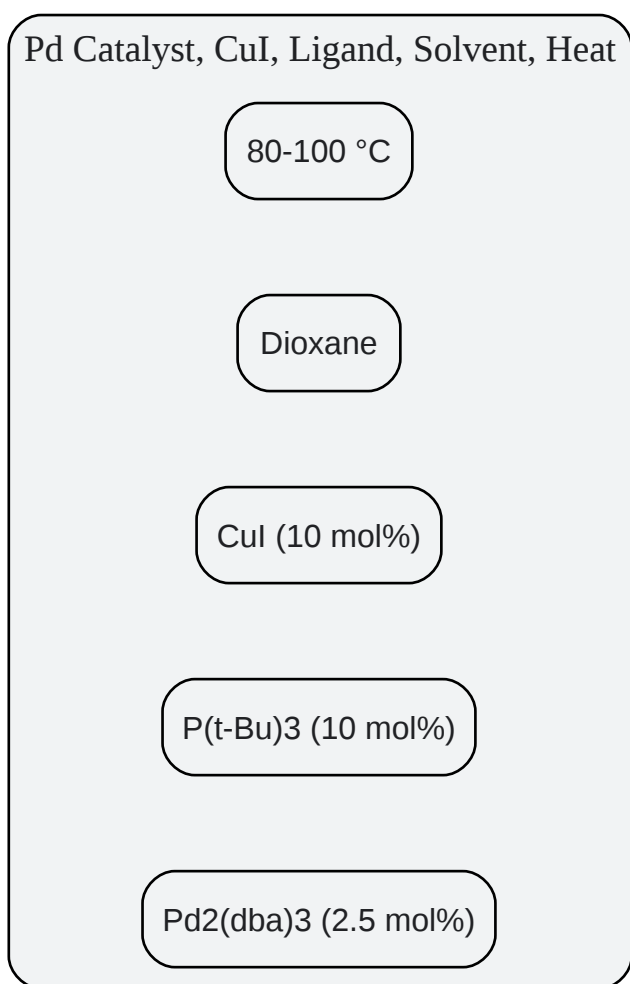 Pd Catalyst, CuI, Ligand, Solvent, Heat
80-100 °C
Dioxane
CuI (10 mol%)
P(t-Bu)3 (10 mol%)
Pd2(dba)3 (2.5 mol%)